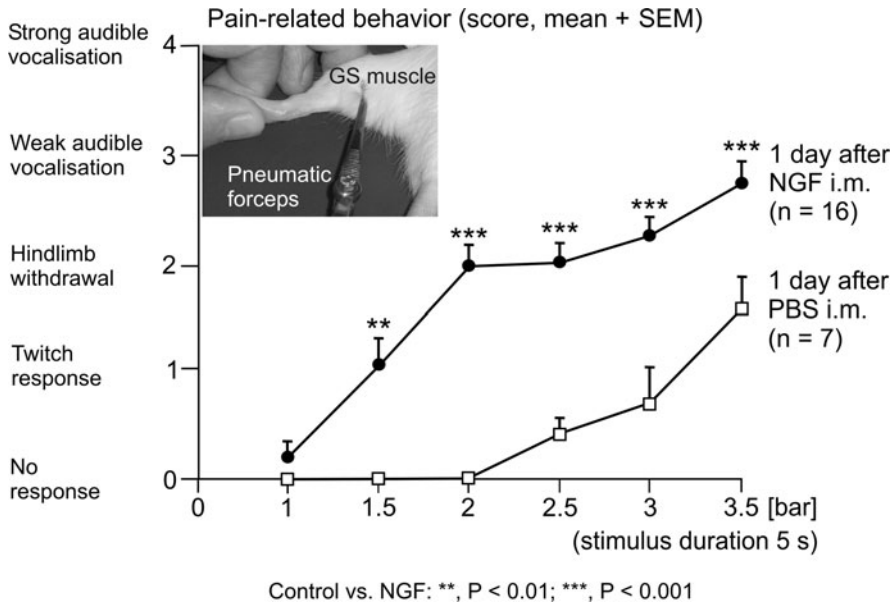 Pain-related behavior (score, mean + SEM)
Strong audible
vocalisation
4
GS muscle
Pneumatic
forceps
Weak audible
vocalisation
3
***
1 day after
NGF i.m.
(n = 16)
***
***
***
Hindlimb
withdrawal
2
**
1 day after
PBS i.m.
(n = 7)
Twitch
response
1
No
response
0
0 1 1.5 2 2.5 3 3.5 [bar]
(stimulus duration 5 s)
Control vs. NGF: **, P < 0.01; ***, P < 0.001